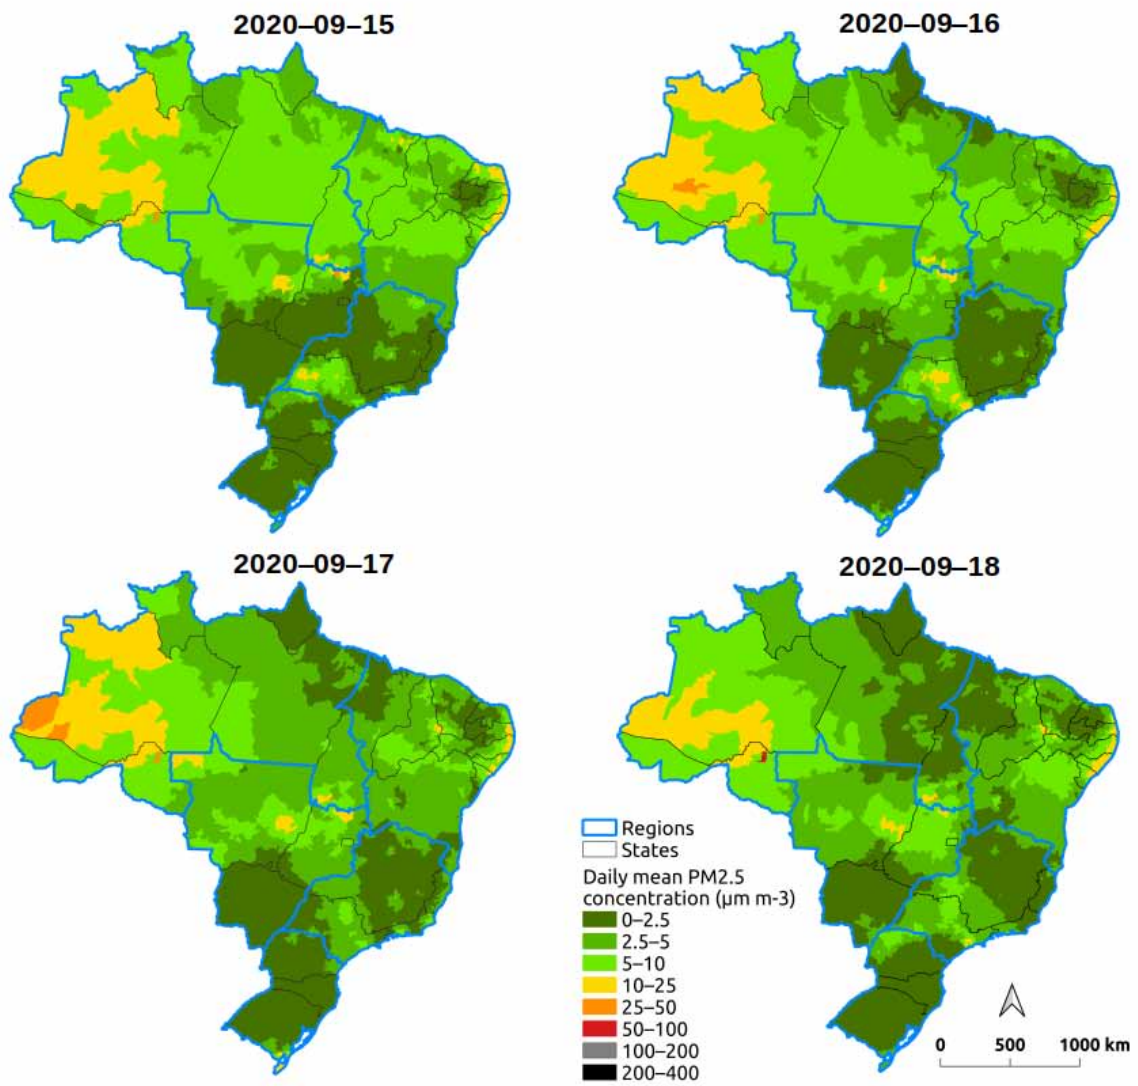 2020–09–15
2020–09–16
2020–09–17
2020–09–18
Regions
States
Daily mean PM2.5
concentration (μm m-3)
0–2.5
2.5–5
5–10
10–25
25–50
50–100
100–200
200–400
0 500 1000 km